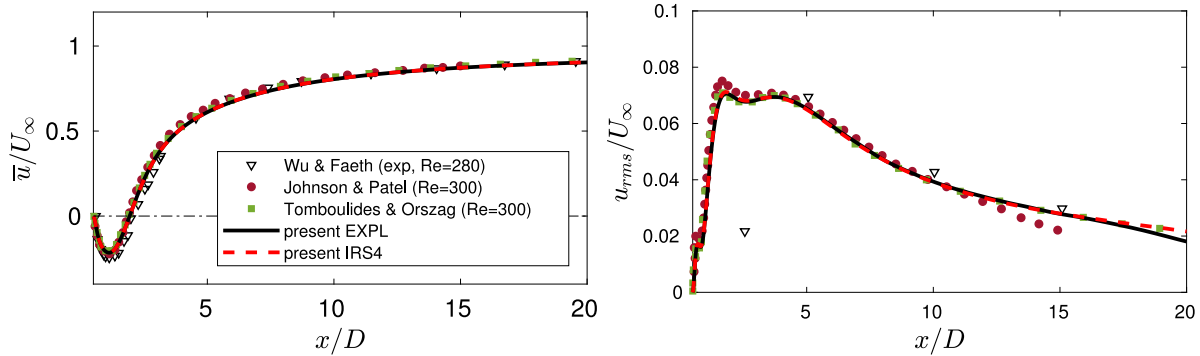 1
0.5
0
u̅/U∞
5
10
15
20
x/D
Wu & Faeth (exp, Re=280)
Johnson & Patel (Re=300)
Tomboulides & Orszag (Re=300)
present EXPL
present IRS4
0.1
0.08
0.06
0.04
0.02
0
u_rms/U∞
5
10
15
20
x/D